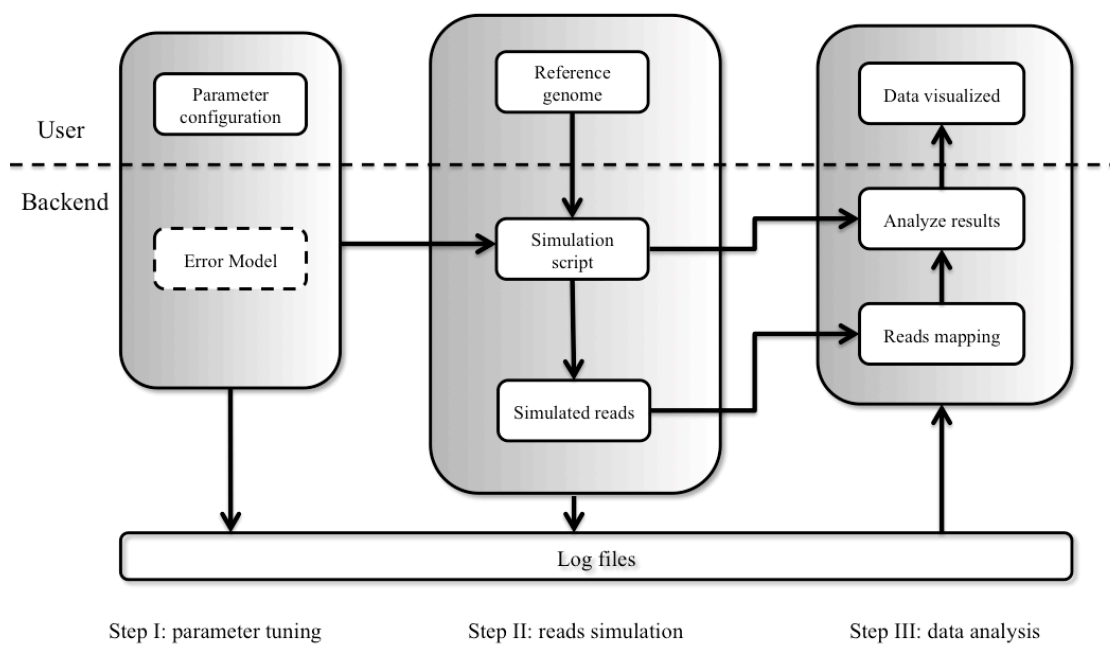 Parameter
configuration
Reference
genome
Data visualized
User
Backend
Error Model
Simulation
script
Analyze results
Reads mapping
Simulated reads
Log files
Step I: parameter tuning
Step II: reads simulation
Step III: data analysis